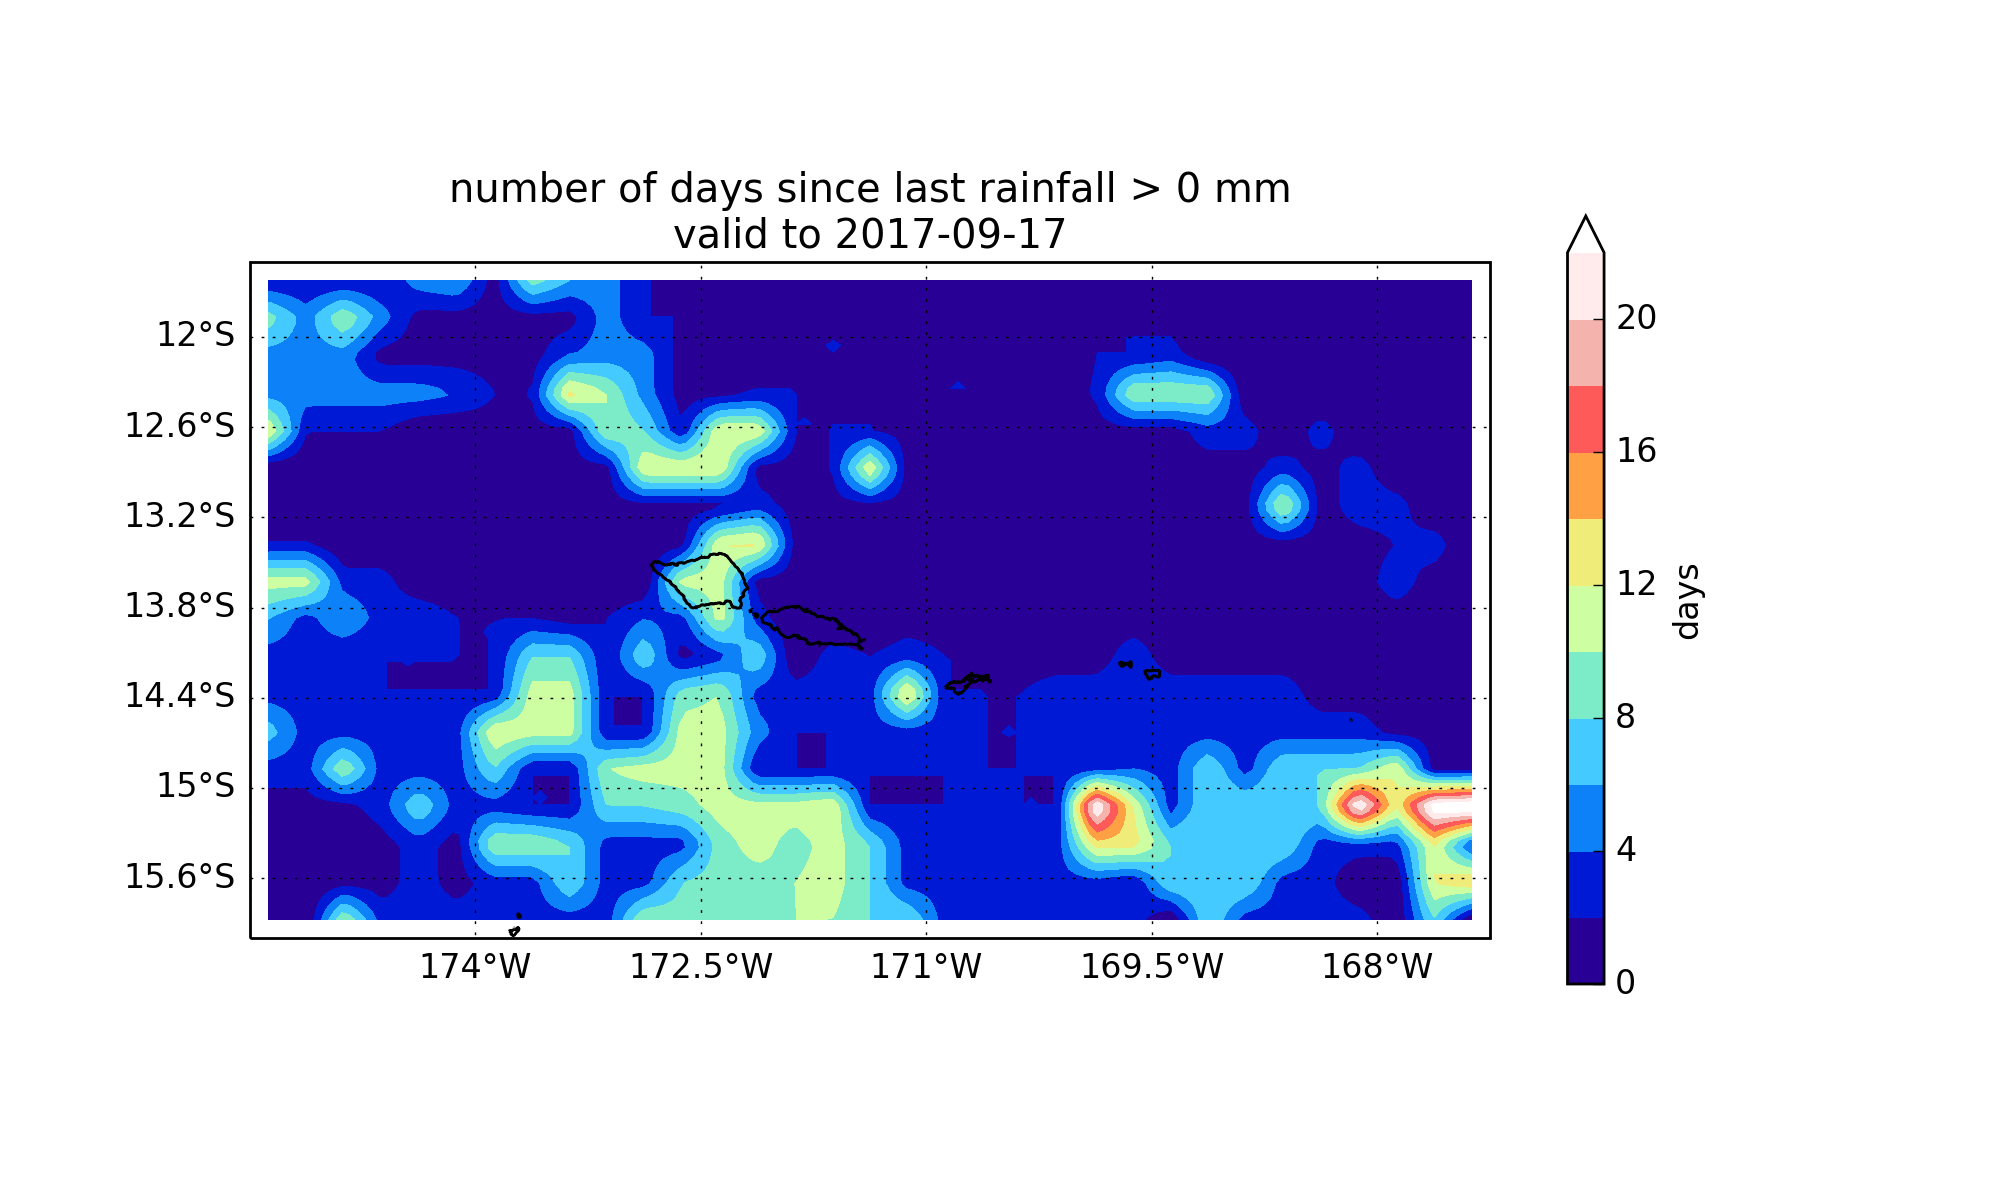 number of days since last rainfall > 0 mm
valid to 2017-09-17
12°S
12.6°S
13.2°S
13.8°S
14.4°S
15°S
15.6°S
174°W 172.5°W 171°W 169.5°W 168°W
20
16
12
8
4
0
days